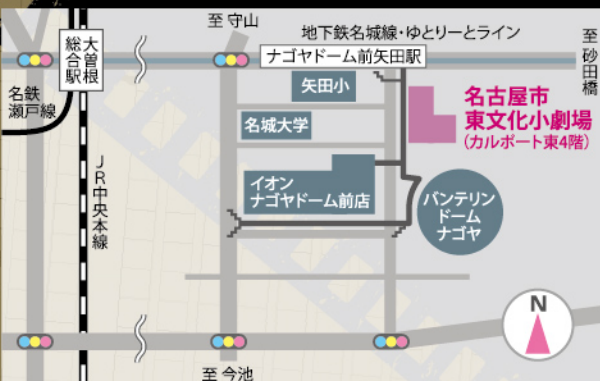 至 守山
地下鉄名城線・ゆとりーとライン
至
砂
田
橋
大曽根
総合駅
ナゴヤドーム前矢田駅
名鉄
瀬戸線
矢田小
名古屋市
東文化小劇場
(カルポート東4階)
名城大学
JR中央本線
イオン
ナゴヤドーム前店
バンテリン
ドーム
ナゴヤ
N
至 今池